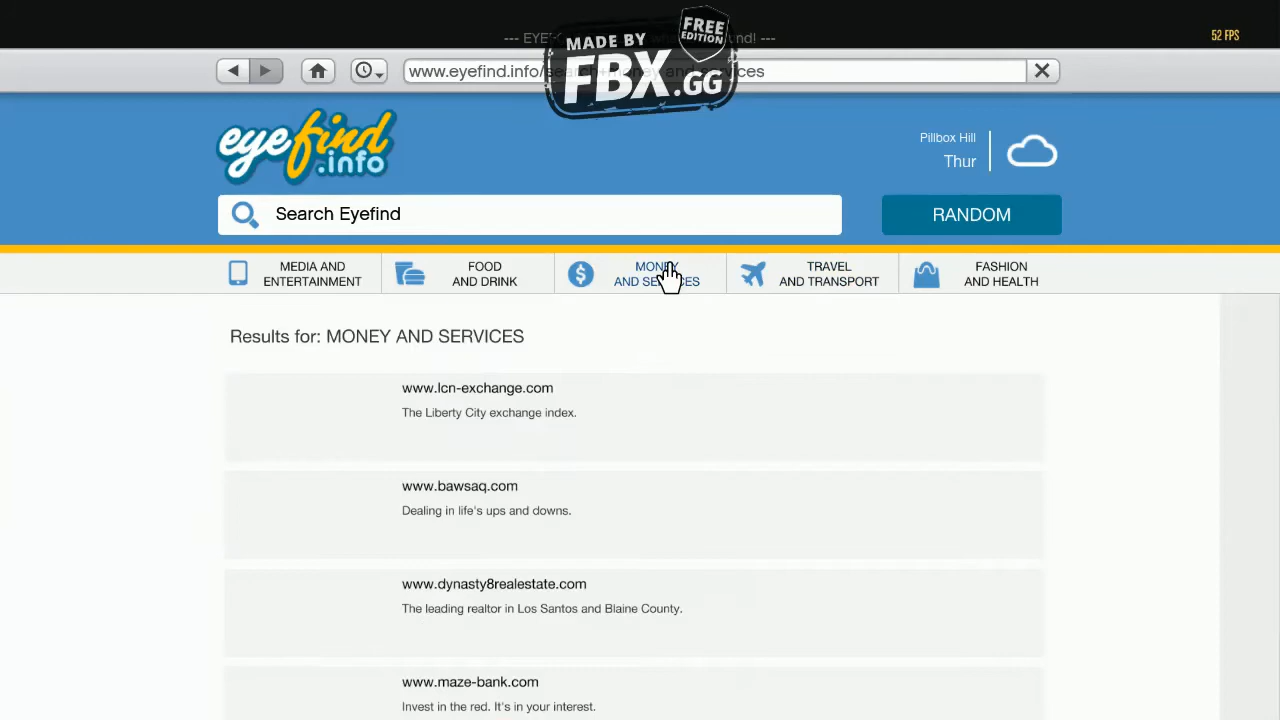 --- EYE
nd! ---
52 FPS
MADE BY
FREE
EDITION
FBX.GG
www.eyefind.info/
eyefind
.info
Pillbox Hill
Thur
Search Eyefind
RANDOM
MEDIA AND
ENTERTAINMENT
FOOD
AND DRINK
MONEY
AND SERVICES
TRAVEL
AND TRANSPORT
FASHION
AND HEALTH
Results for: MONEY AND SERVICES
www.lcn-exchange.com
The Liberty City exchange index.
www.bawsaq.com
Dealing in life's ups and downs.
www.dynasty8realestate.com
The leading realtor in Los Santos and Blaine County.
www.maze-bank.com
Invest in the red. It's in your interest.